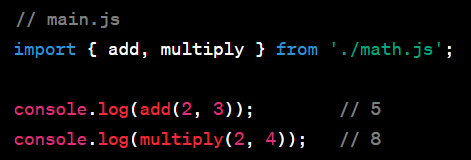 // main.js
import { add, multiply } from './math.js';
console.log(add(2, 3));        // 5
console.log(multiply(2, 4));   // 8